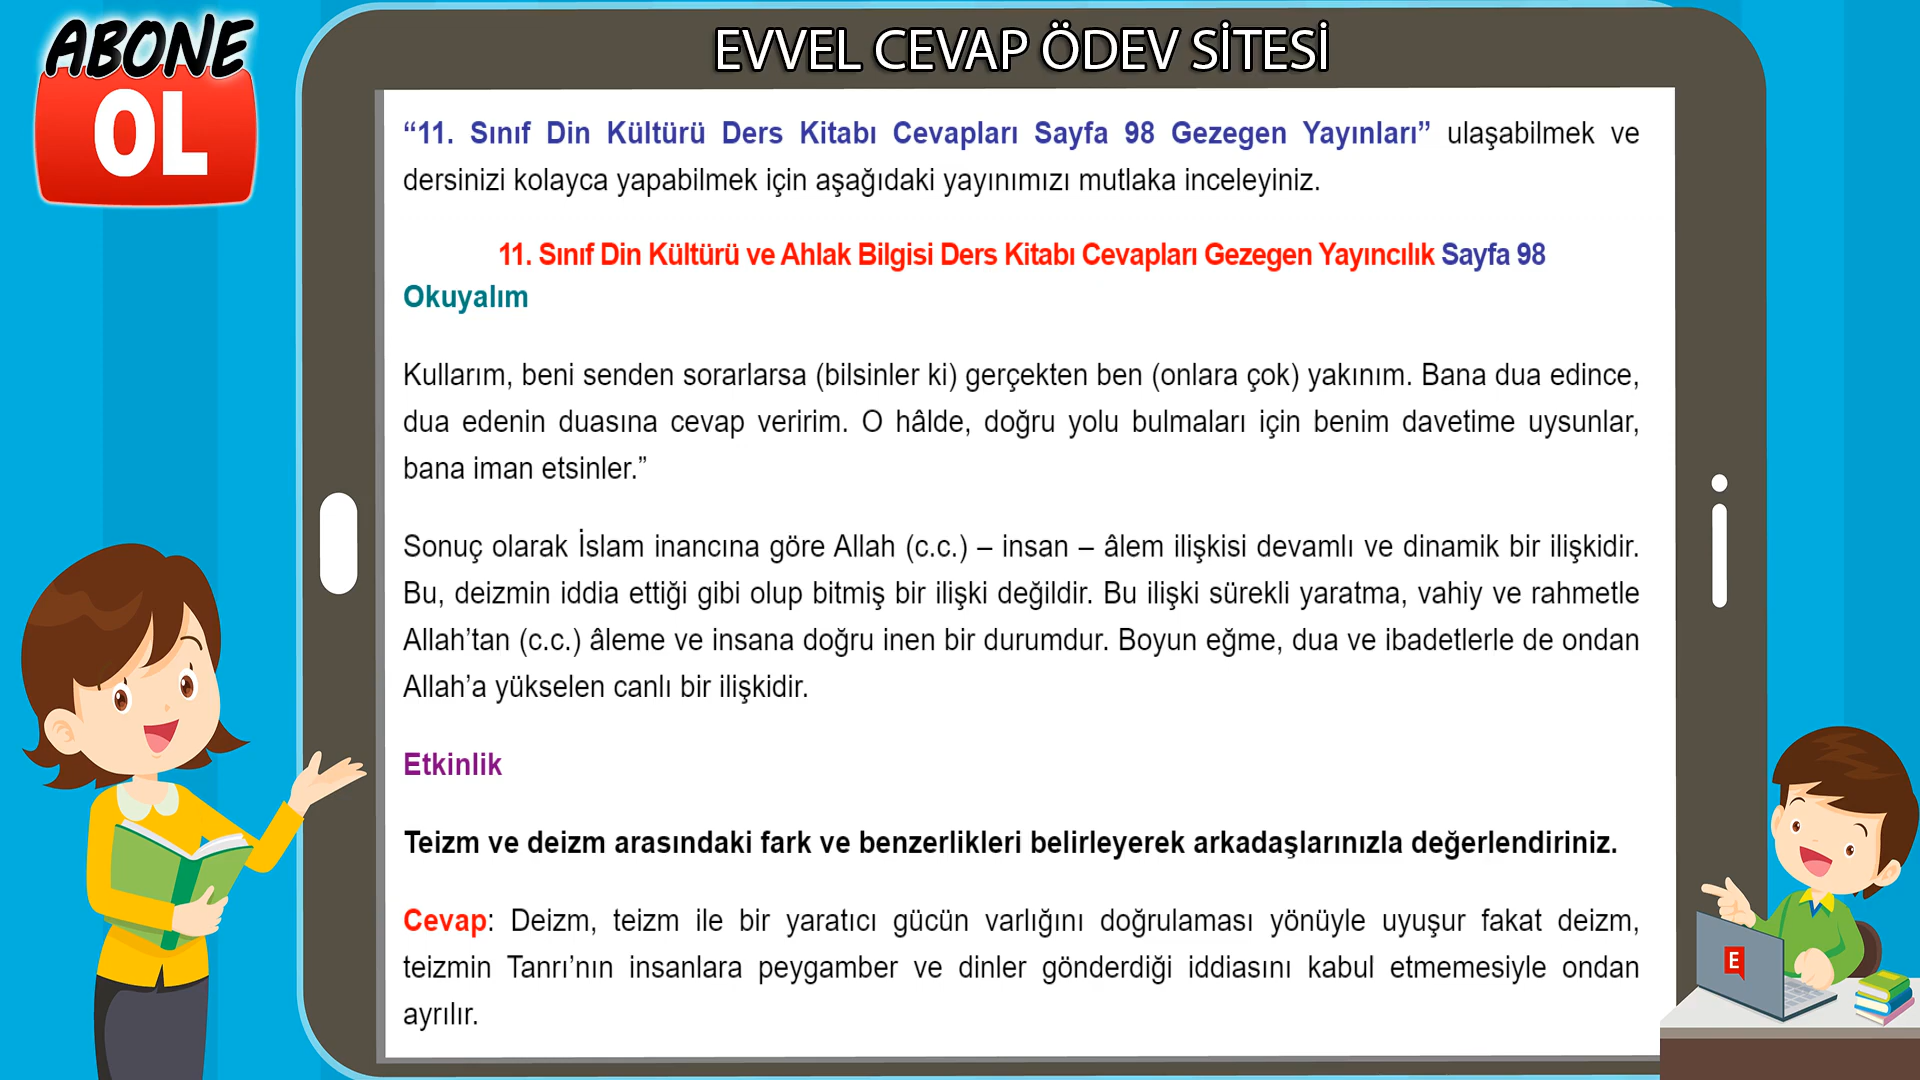 ABONE
OL
EVVEL CEVAP ÖDEV SİTESİ
“11. Sınıf Din Kültürü Ders Kitabı Cevapları Sayfa 98 Gezegen Yayınları” ulaşabilmek ve
dersinizi kolayca yapabilmek için aşağıdaki yayınımızı mutlaka inceleyiniz.
11. Sınıf Din Kültürü ve Ahlak Bilgisi Ders Kitabı Cevapları Gezegen Yayıncılık Sayfa 98
Okuyalım
Kullarım, beni senden sorarlarsa (bilsinler ki) gerçekten ben (onlara çok) yakınım. Bana dua edince,
dua edenin duasına cevap veririm. O hâlde, doğru yolu bulmaları için benim davetime uysunlar,
bana iman etsinler.”
Sonuç olarak İslam inancına göre Allah (c.c.) – insan – âlem ilişkisi devamlı ve dinamik bir ilişkidir.
Bu, deizmin iddia ettiği gibi olup bitmiş bir ilişki değildir. Bu ilişki sürekli yaratma, vahiy ve rahmetle
Allah’tan (c.c.) âleme ve insana doğru inen bir durumdur. Boyun eğme, dua ve ibadetlerle de ondan
Allah’a yükselen canlı bir ilişkidir.
Etkinlik
Teizm ve deizm arasındaki fark ve benzerlikleri belirleyerek arkadaşlarınızla değerlendiriniz.
Cevap: Deizm, teizm ile bir yaratıcı gücün varlığını doğrulaması yönüyle uyuşur fakat deizm,
teizmin Tanrı’nın insanlara peygamber ve dinler gönderdiği iddiasını kabul etmemesiyle ondan
ayrılır.
E